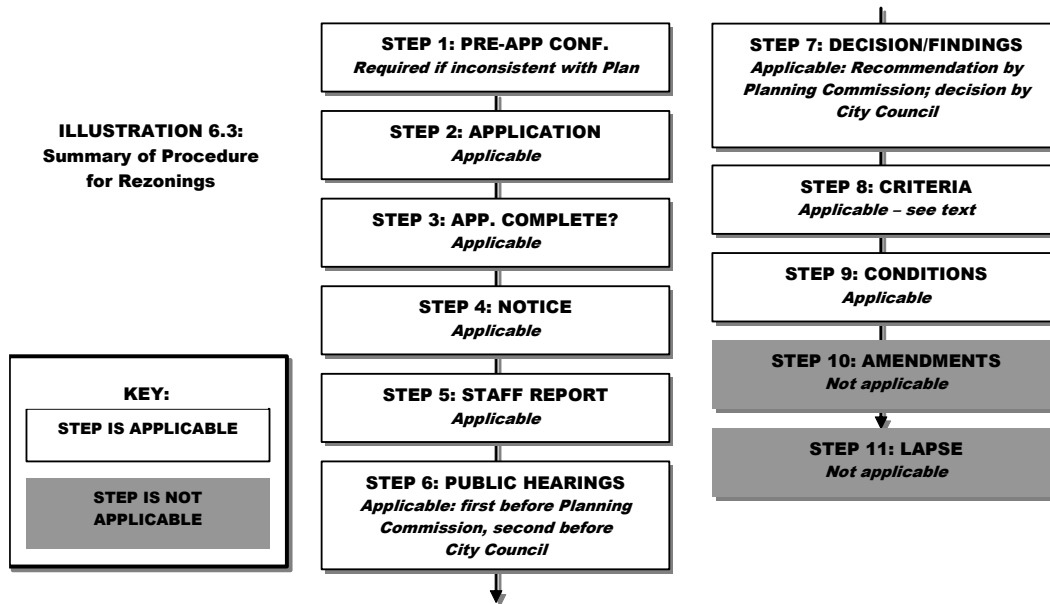 ILLUSTRATION 6.3:
Summary of Procedure
for Rezonings
KEY:
STEP IS APPLICABLE
STEP IS NOT
APPLICABLE
STEP 1: PRE-APP CONF.
Required if inconsistent with Plan
STEP 2: APPLICATION
Applicable
STEP 3: APP. COMPLETE?
Applicable
STEP 4: NOTICE
Applicable
STEP 5: STAFF REPORT
Applicable
STEP 6: PUBLIC HEARINGS
Applicable: first before Planning
Commission, second before
City Council
STEP 7: DECISION/FINDINGS
Applicable: Recommendation by
Planning Commission; decision by
City Council
STEP 8: CRITERIA
Applicable – see text
STEP 9: CONDITIONS
Applicable
STEP 10: AMENDMENTS
Not applicable
STEP 11: LAPSE
Not applicable